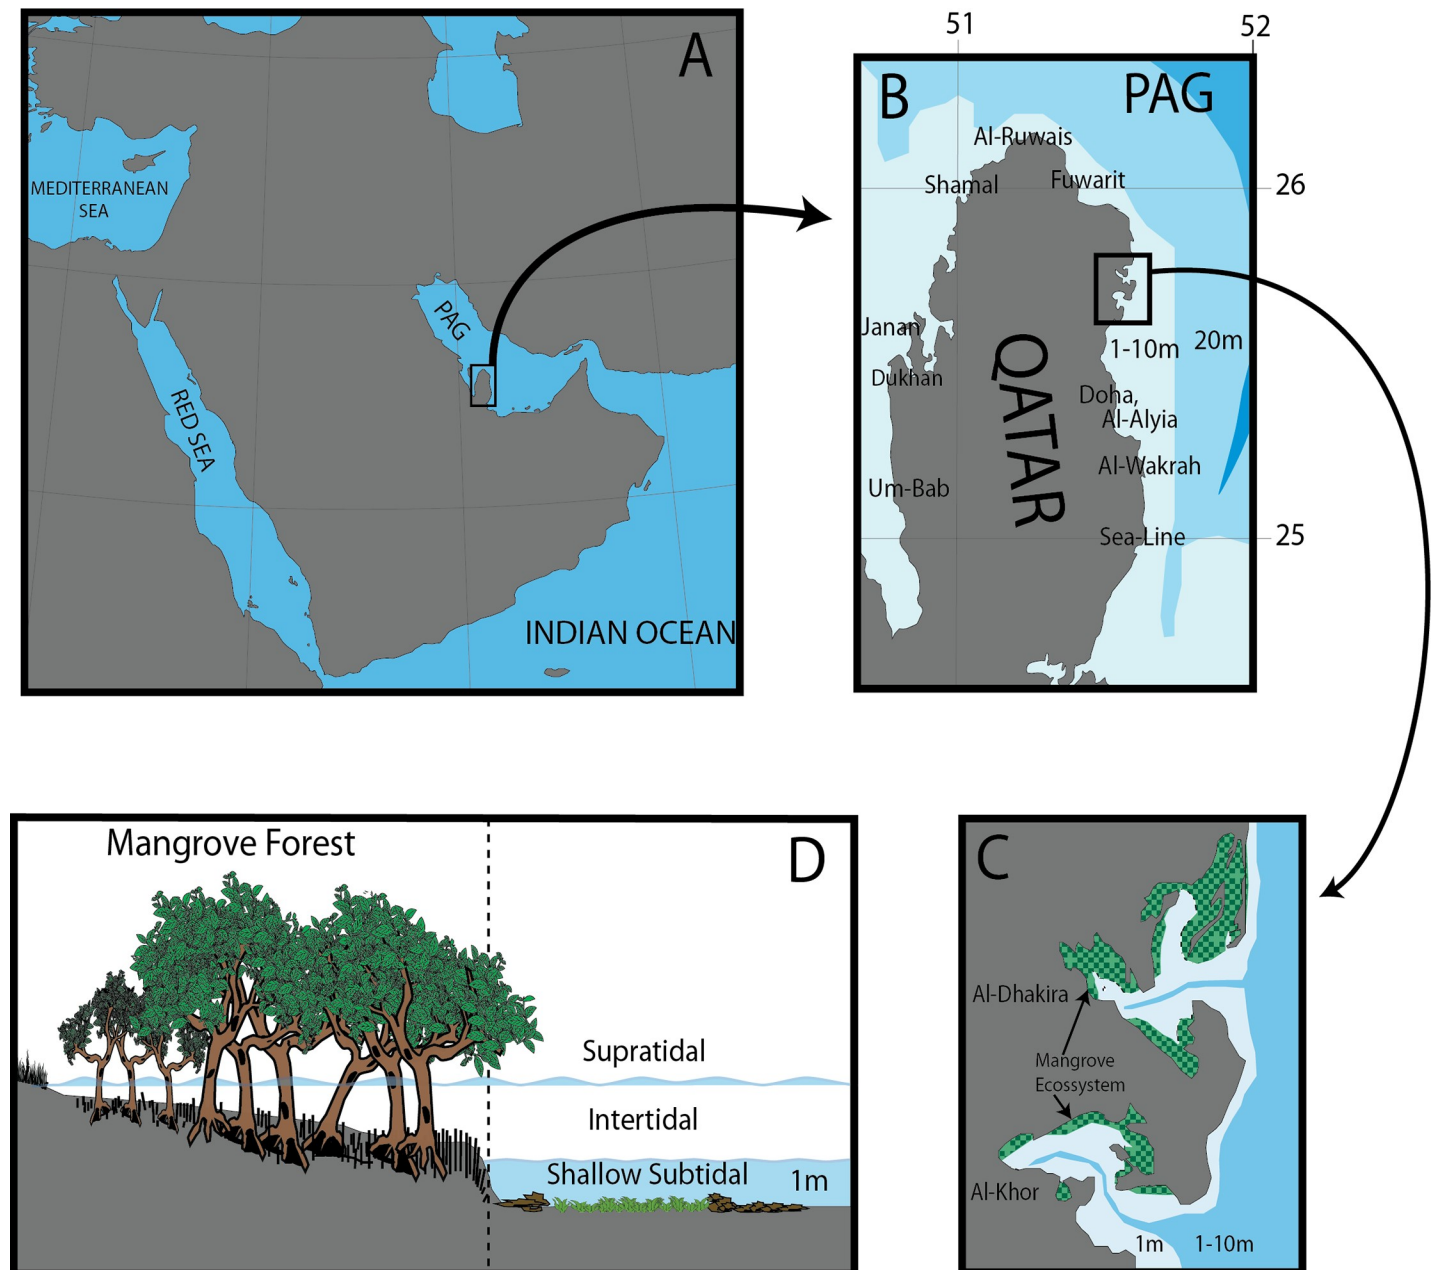 A
MEDITERRANEAN
SEA
PAG
RED SEA
INDIAN OCEAN
51
52
B
PAG
Al-Ruwais
Shamal
Fuwarit
26
Janan
1-10m
20m
Dukhan
QATAR
Doha,
Al-Alyia
Al-Wakrah
Um-Bab
Sea-Line
25
Mangrove Forest
D
Supratidal
Intertidal
Shallow Subtidal
1m
C
Al-Dhakira
Mangrove
Ecossystem
Al-Khor
1m
1-10m